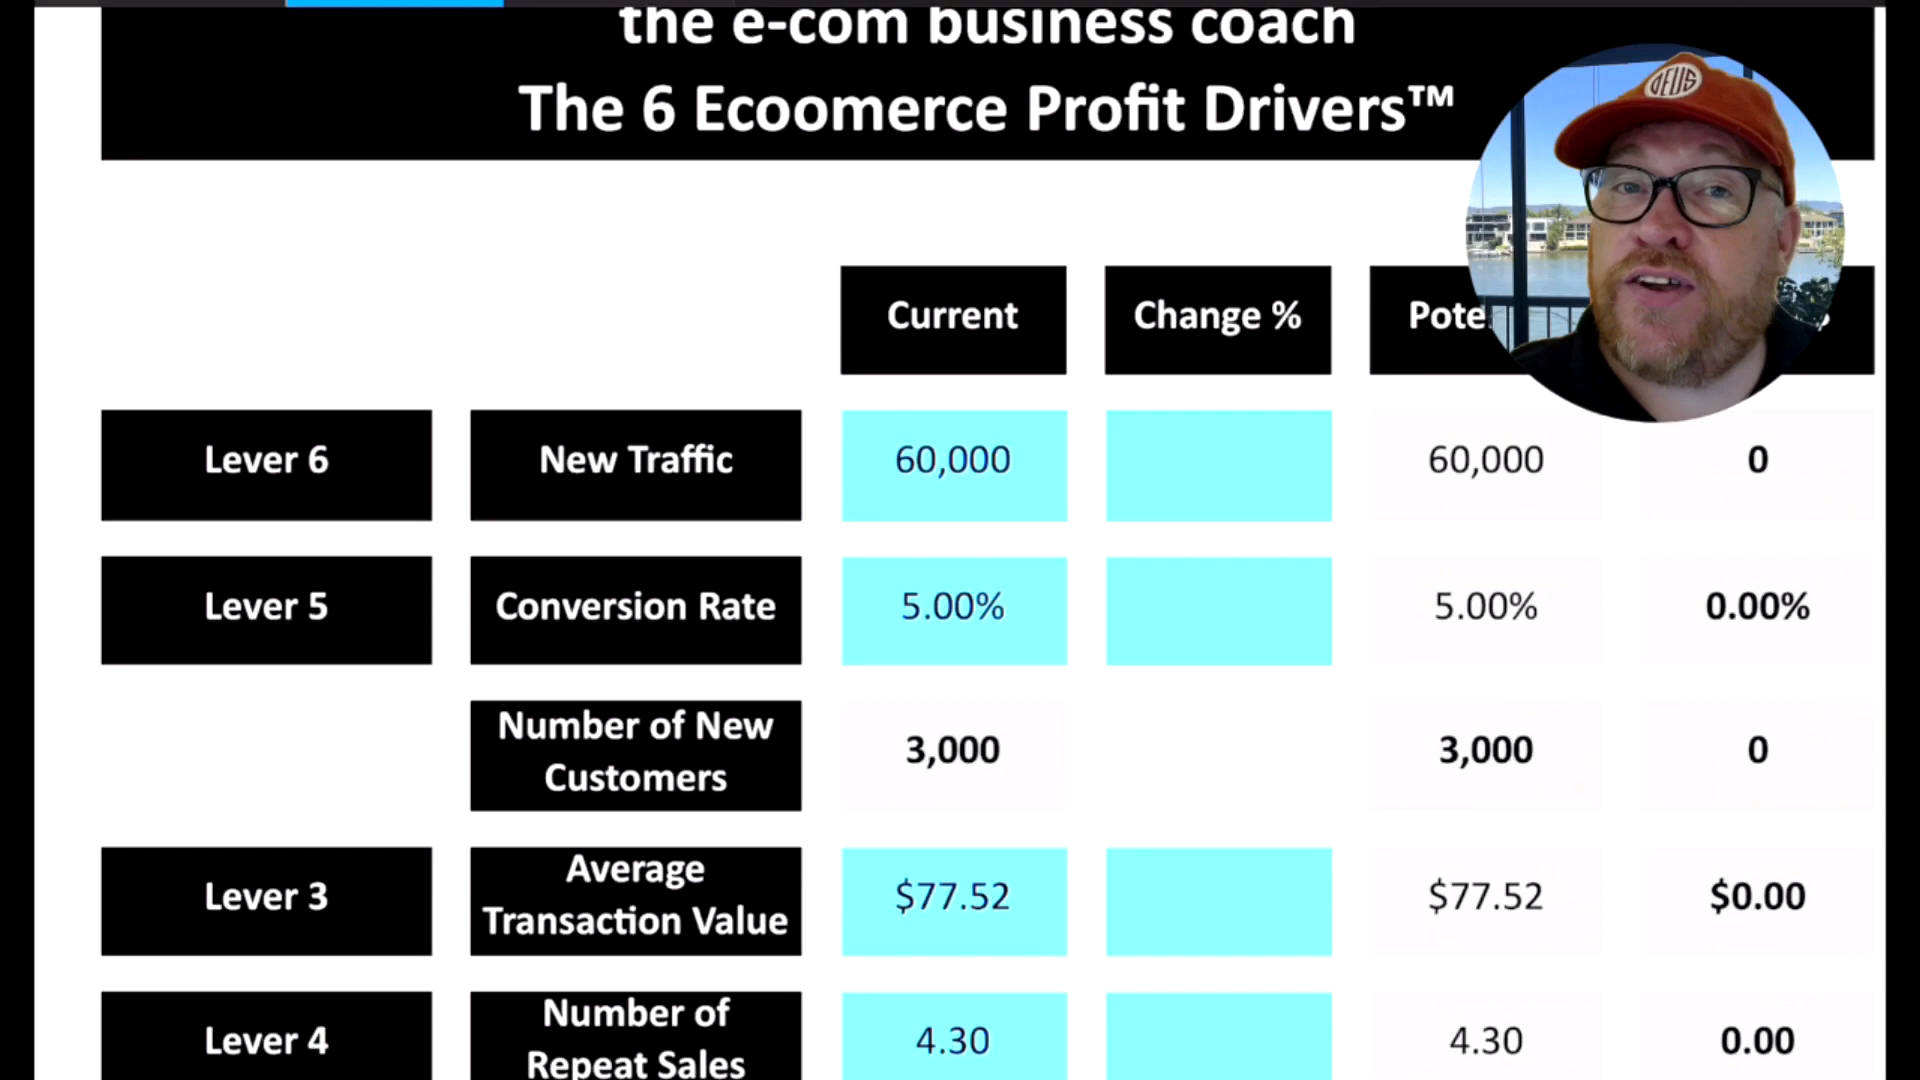 the e-com business coach
The 6 Ecoomerce Profit Drivers™
DEUS
Current Change %
Lever 6 New Traffic 60,000 60,000 0
Lever 5 Conversion Rate 5.00% 5.00% 0.00%
Number of New
Customers
3,000 3,000 0
Lever 3
Average
Transaction Value
$77.52 $77.52 $0.00
Lever 4
Number of
Repeat Sales
4.30 4.30 0.00